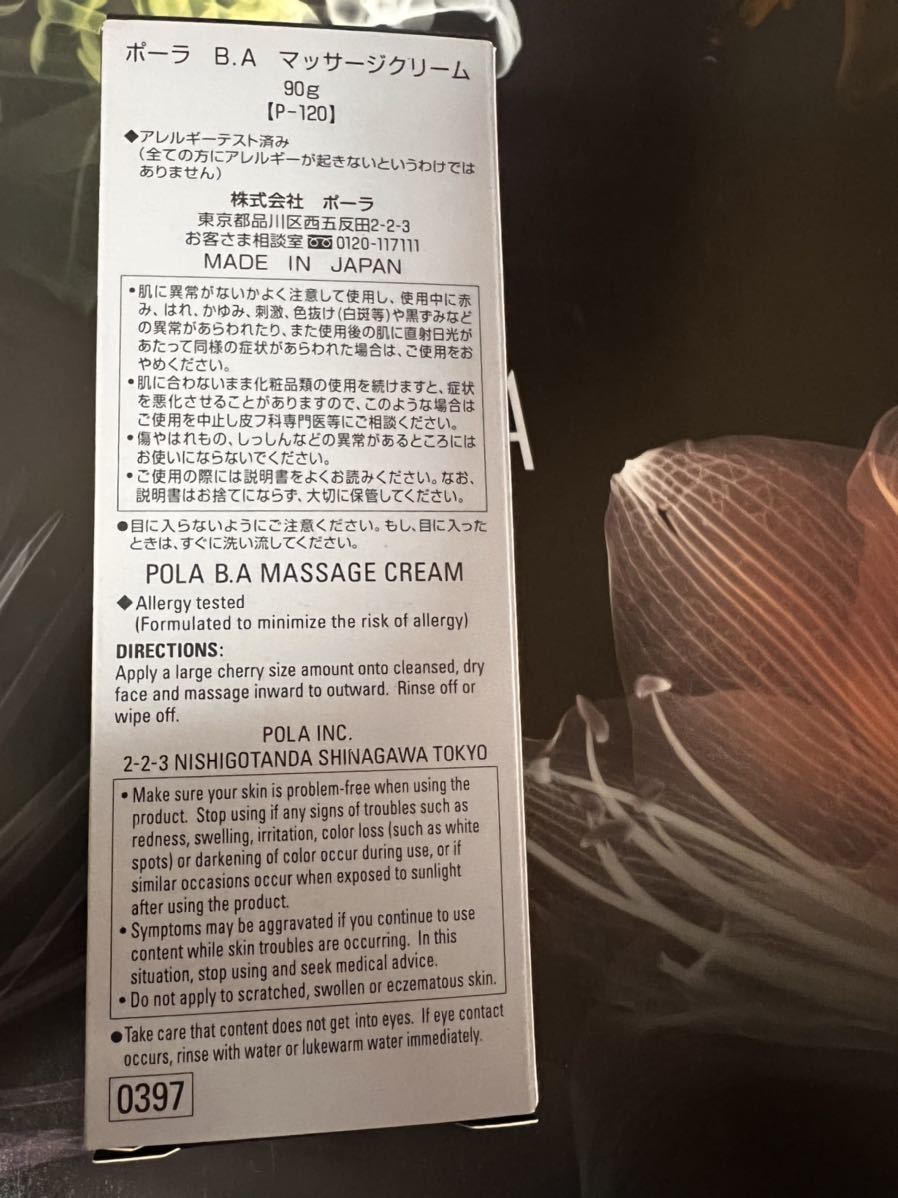 ポーラ B.A マッサージクリーム
90g
【P-120】
◆アレルギーテスト済み
(全ての方にアレルギーが起きないというわけでは
ありません)
株式会社 ポーラ
東京都品川区西五反田2-2-3
お客さま相談室 0120-117111
MADE IN JAPAN
•肌に異常がないかよく注意して使用し、使用中に赤
み、はれ、かゆみ、刺激、色抜け(白斑等)や黒ずみなど
の異常があらわれたり、また使用後の肌に直射日光が
あたって同様の症状があらわれた場合は、ご使用をお
やめください。
•肌に合わないまま化粧品類の使用を続けますと、症状
を悪化させることがありますので、このような場合は
ご使用を中止し皮フ科専門医等にご相談ください。
•傷やはれもの、しっしんなどの異常があるところには
お使いにならないでください。
•ご使用の際には説明書をよくお読みください。なお、
説明書はお捨てにならず、大切に保管してください。
●目に入らないようにご注意ください。もし、目に入った
ときは、すぐに洗い流してください。
POLA B.A MASSAGE CREAM
◆Allergy tested
(Formulated to minimize the risk of allergy)
DIRECTIONS:
Apply a large cherry size amount onto cleansed, dry
face and massage inward to outward. Rinse off or
wipe off.
POLA INC.
2-2-3 NISHIGOTANDA SHINAGAWA TOKYO
• Make sure your skin is problem-free when using the
product. Stop using if any signs of troubles such as
redness, swelling, irritation, color loss (such as white
spots) or darkening of color occur during use, or if
similar occasions occur when exposed to sunlight
after using the product.
• Symptoms may be aggravated if you continue to use
content while skin troubles are occurring. In this
situation, stop using and seek medical advice.
• Do not apply to scratched, swollen or eczematous skin.
●Take care that content does not get into eyes. If eye contact
occurs, rinse with water or lukewarm water immediately.
0397
A